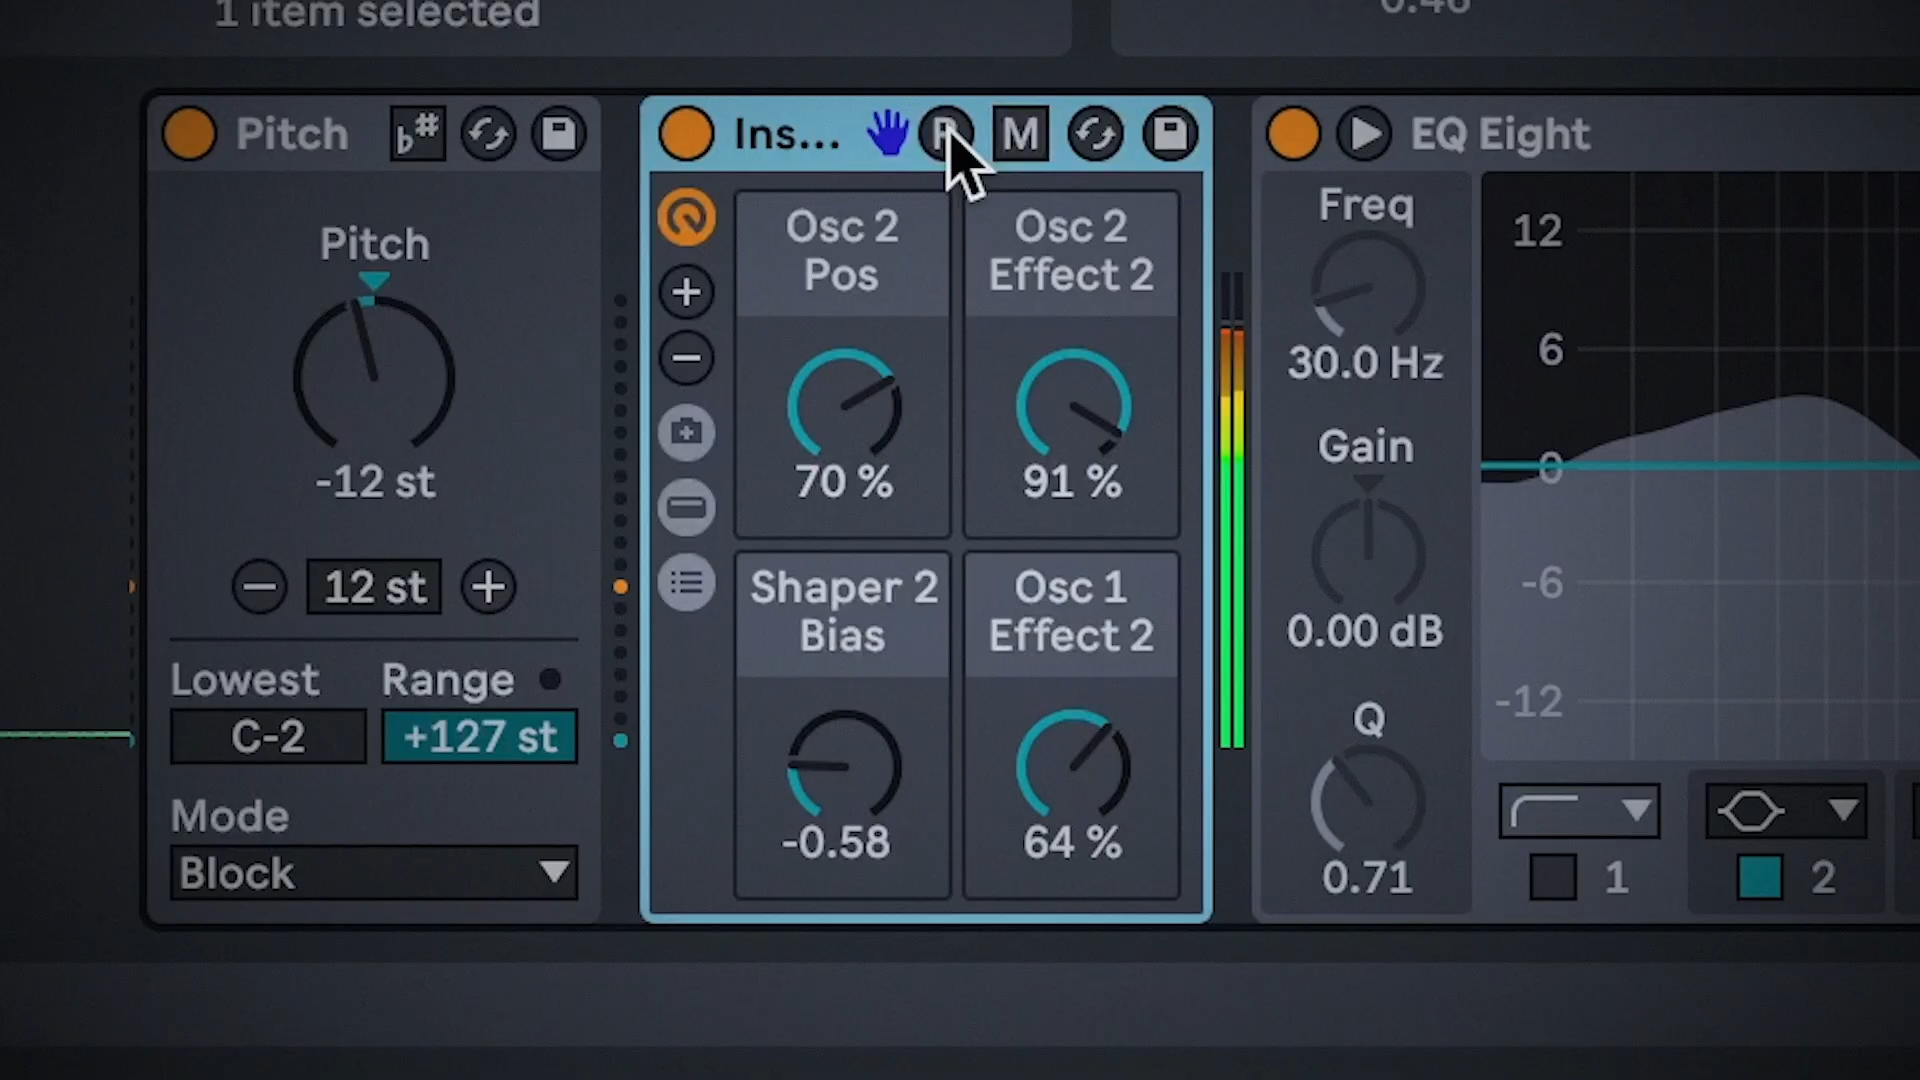 1 item selected
0:46
Pitch
b#
Ins...
R
M
EQ Eight
Pitch
-12 st
12 st
Lowest
Range
C-2
+127 st
Mode
Block
Osc 2
Pos
70 %
Osc 2
Effect 2
91 %
Shaper 2
Bias
-0.58
Osc 1
Effect 2
64 %
Freq
30.0 Hz
Gain
0.00 dB
Q
0.71
12
6
0
-6
-12
1
2